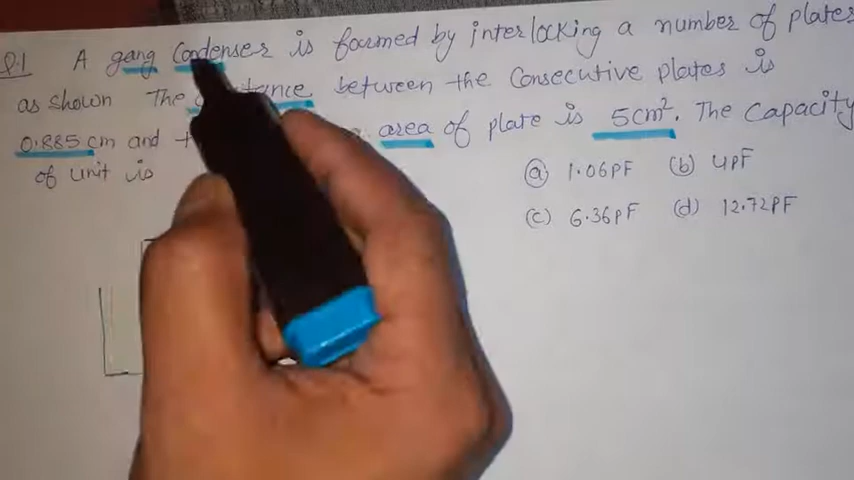 Q.1 A gang Condenser is formed by interlocking a number of plates
as shown The between the Consecutive plates is
0.885 cm and area of plate is 5cm². The Capacity
of unit is
(a) 1.06pF (b) 4pF
(c) 6.36pF (d) 12.72pF